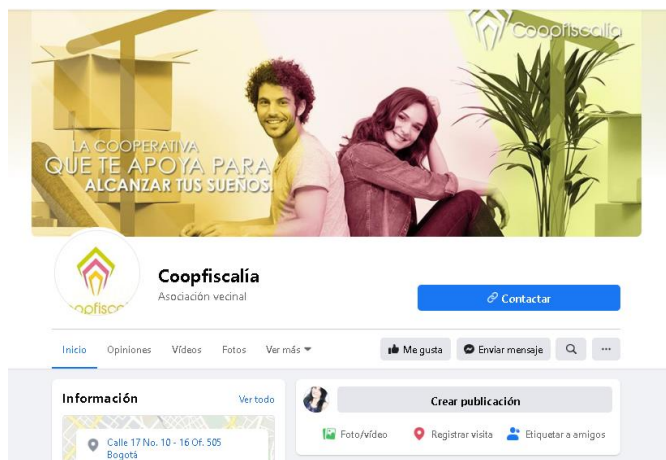 Coopfiscalía
LA COOPERATIVA
QUE TE APOYA PARA
ALCANZAR TUS SUEÑOS.
Coopfiscalía
Asociación vecinal
Contactar
Inicio Opiniones Vídeos Fotos Ver más
Me gusta Enviar mensaje
Información Ver todo
Calle 17 No. 10 - 16 Of. 505
Bogotá
Crear publicación
Foto/vídeo Registrar visita Etiquetar a amigos